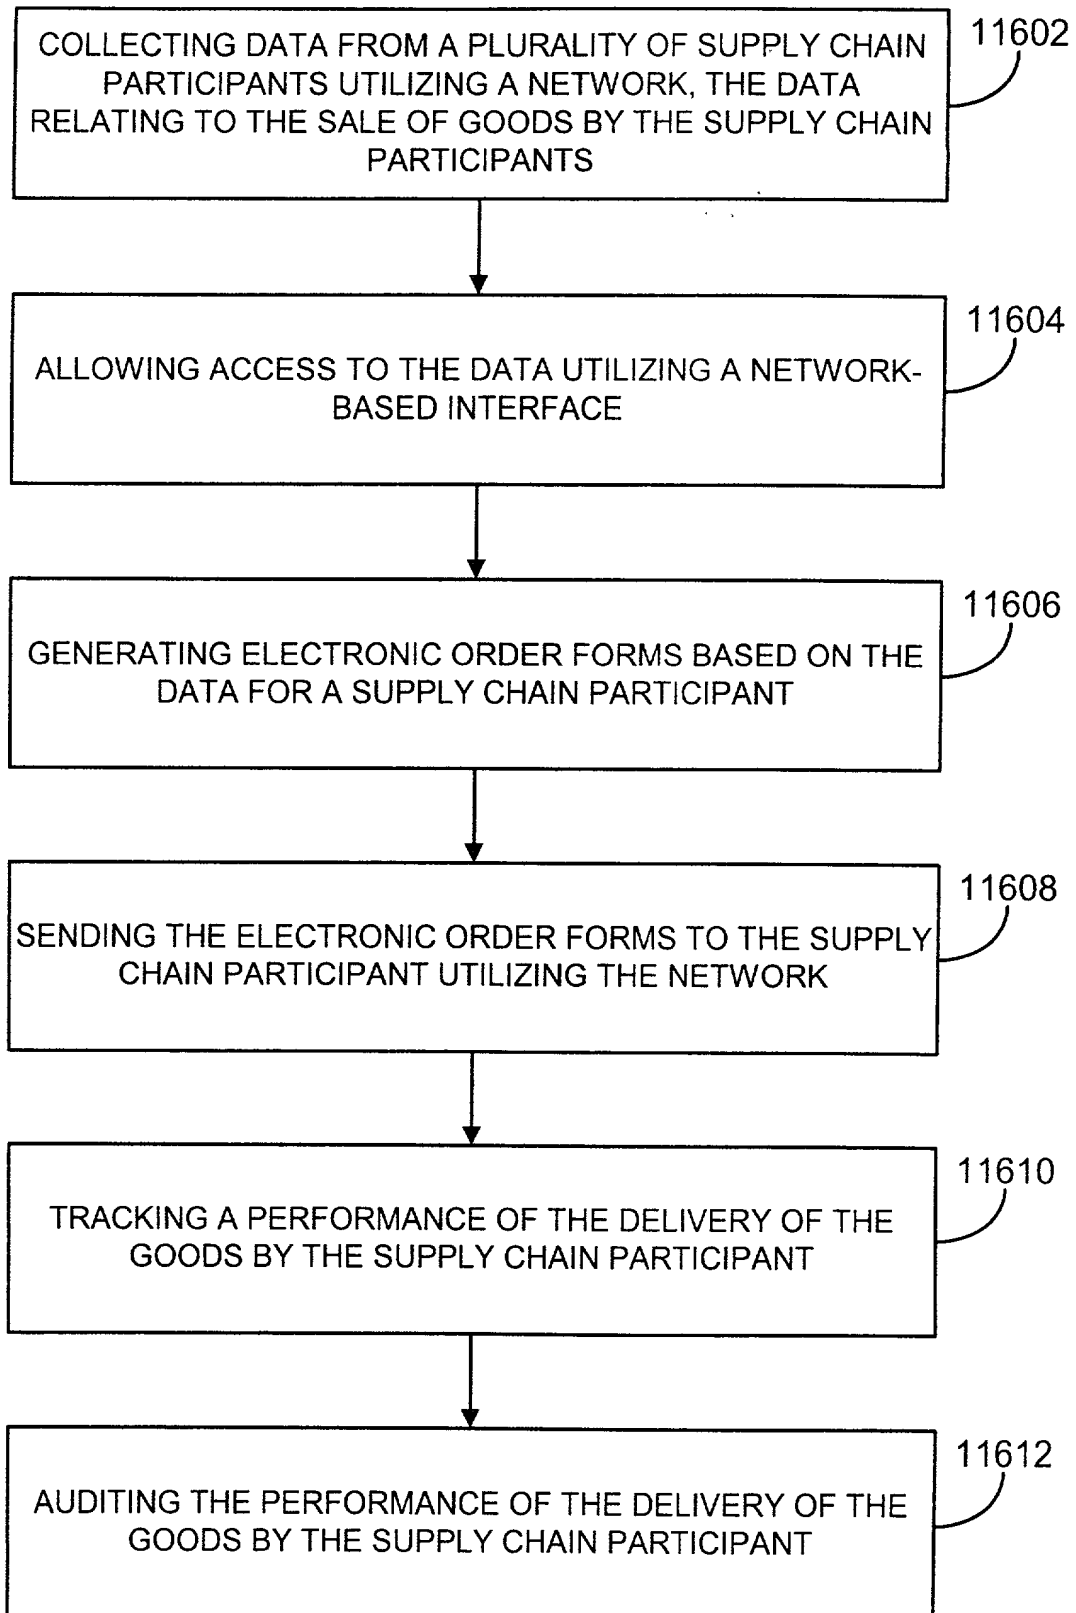 COLLECTING DATA FROM A PLURALITY OF SUPPLY CHAIN
PARTICIPANTS UTILIZING A NETWORK, THE DATA
RELATING TO THE SALE OF GOODS BY THE SUPPLY CHAIN
PARTICIPANTS
11602
ALLOWING ACCESS TO THE DATA UTILIZING A NETWORK-
BASED INTERFACE
11604
GENERATING ELECTRONIC ORDER FORMS BASED ON THE
DATA FOR A SUPPLY CHAIN PARTICIPANT
11606
SENDING THE ELECTRONIC ORDER FORMS TO THE SUPPLY
CHAIN PARTICIPANT UTILIZING THE NETWORK
11608
TRACKING A PERFORMANCE OF THE DELIVERY OF THE
GOODS BY THE SUPPLY CHAIN PARTICIPANT
11610
AUDITING THE PERFORMANCE OF THE DELIVERY OF THE
GOODS BY THE SUPPLY CHAIN PARTICIPANT
11612